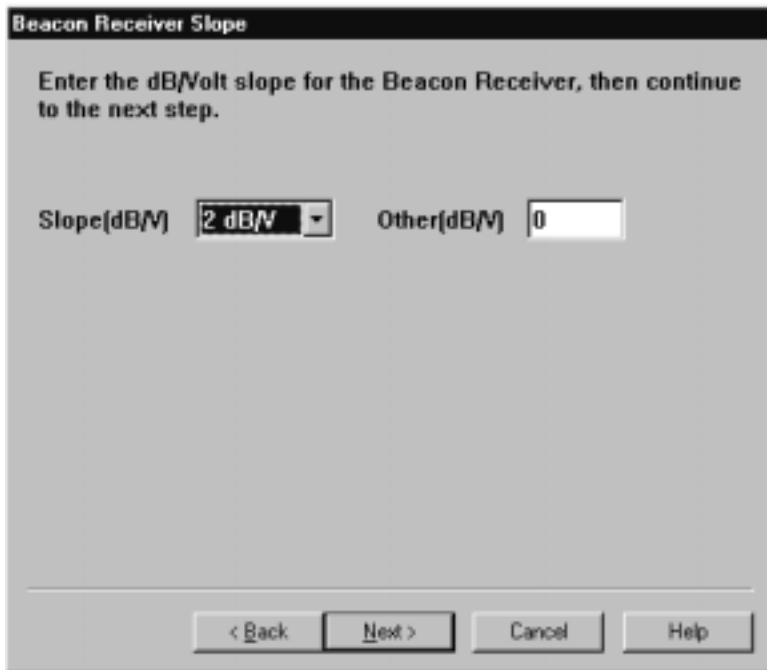 Beacon Receiver Slope
Enter the dB/Volt slope for the Beacon Receiver, then continue
to the next step.
Slope(dB/V) 2 dB/V Other(dB/V) 0
< Back Next > Cancel Help